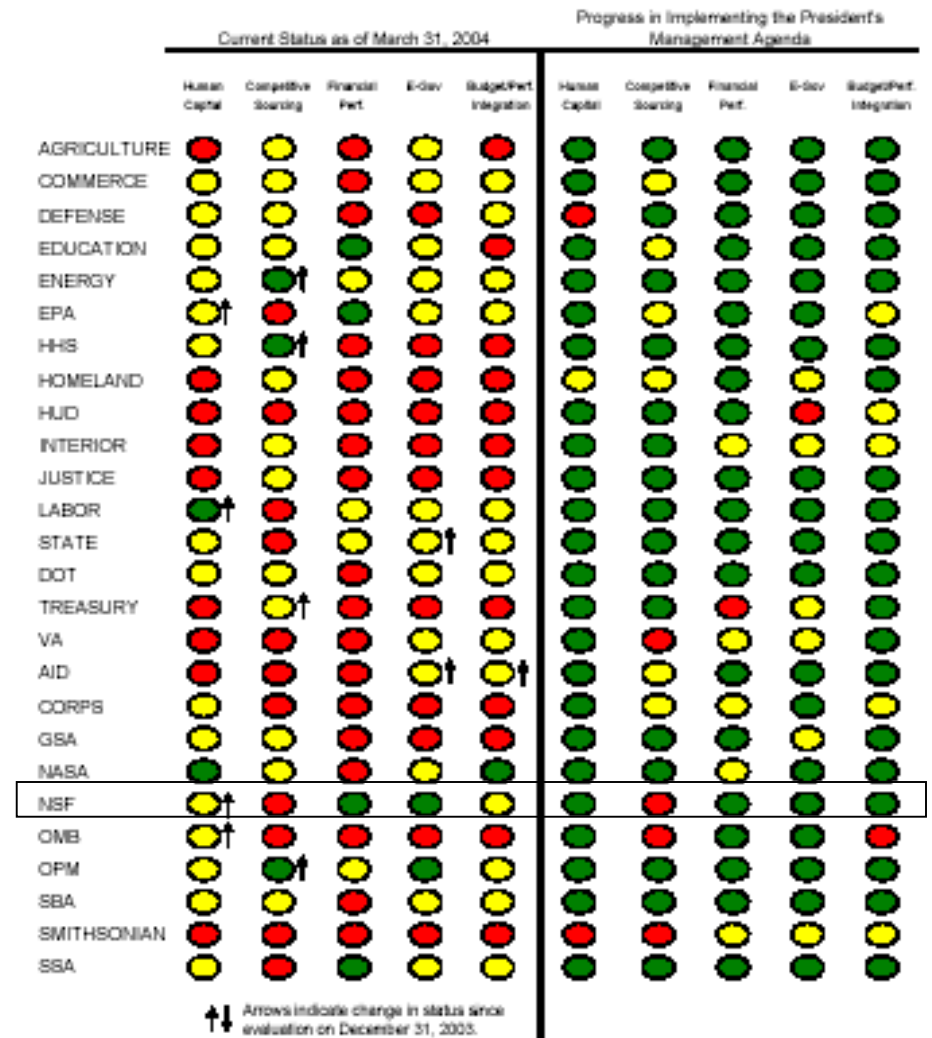 Current Status as of March 31, 2004
Progress in Implementing the President's
Management Agenda
Human Capital
Competitive Sourcing
Financial Perf.
E-Gov
Budget/Perf. Integration
Human Capital
Competitive Sourcing
Financial Perf.
E-Gov
Budget/Perf. Integration
AGRICULTURE
COMMERCE
DEFENSE
EDUCATION
ENERGY
EPA
HHS
HOMELAND
HUD
INTERIOR
JUSTICE
LABOR
STATE
DOT
TREASURY
VA
AID
CORPS
GSA
NASA
NSF
OMB
OPM
SBA
SMITHSONIAN
SSA
Arrows indicate change in status since
evaluation on December 31, 2003.